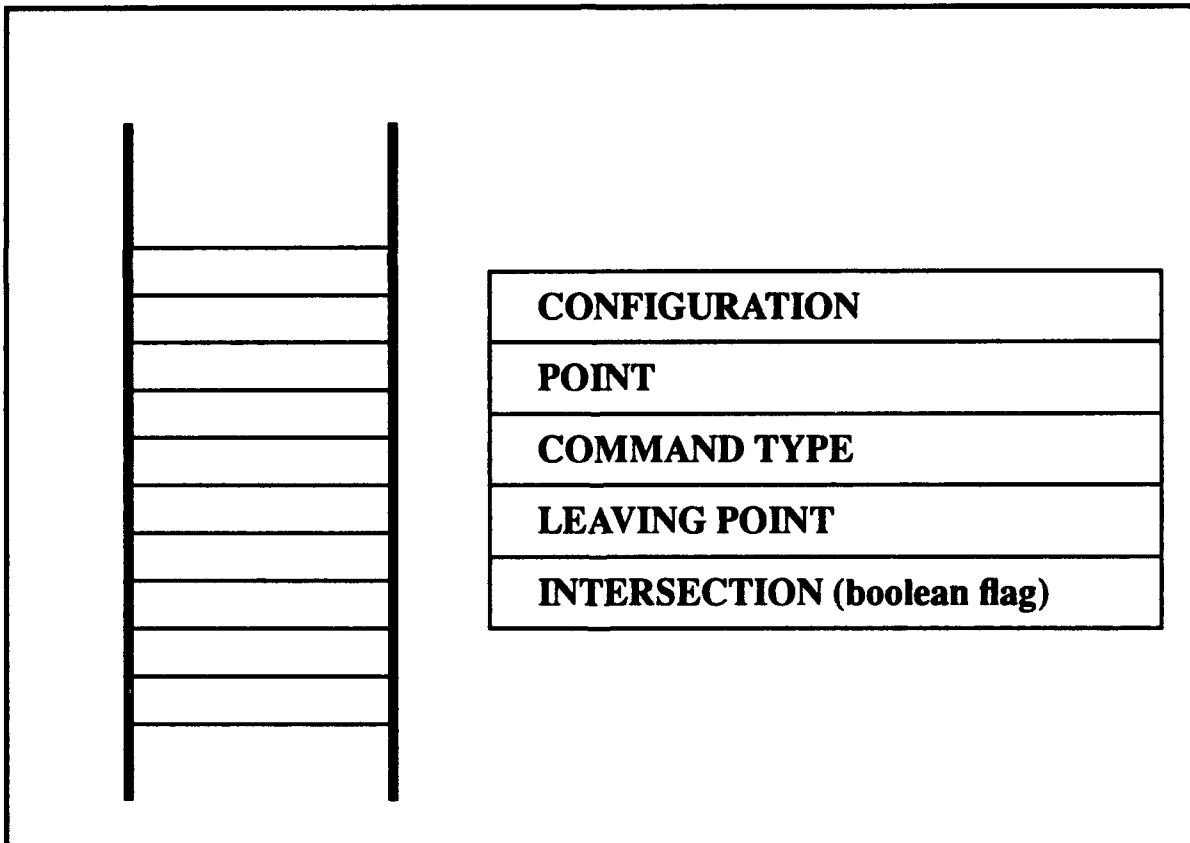 CONFIGURATION
POINT
COMMAND TYPE
LEAVING POINT
INTERSECTION (boolean flag)